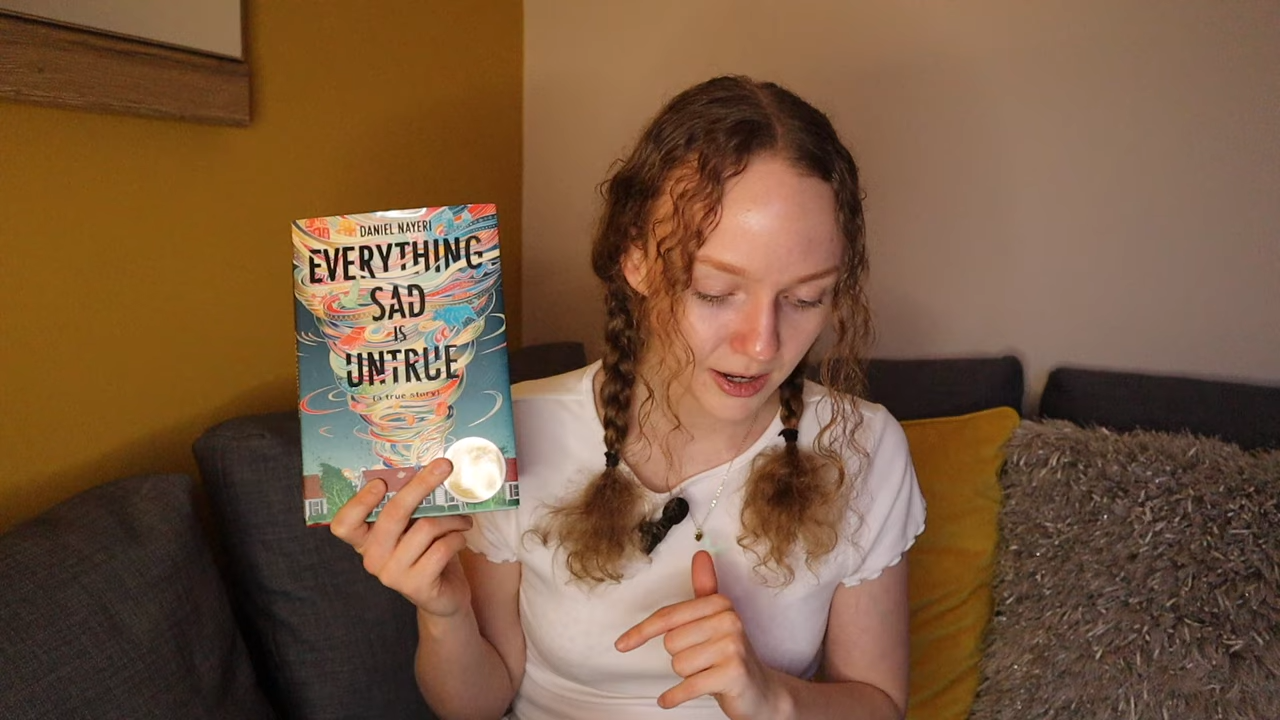 DANIEL NAYERI
EVERYTHING
SAD
IS
UNTRUE
(a true story)